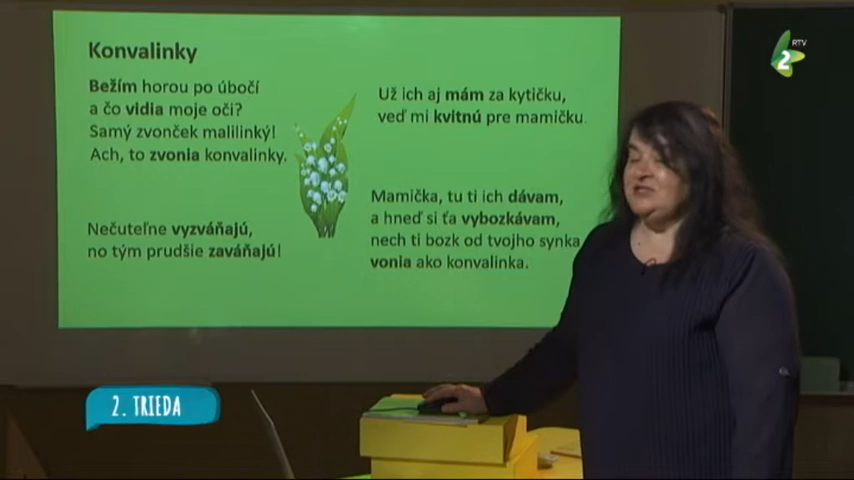 Konvalinky
Bežím horou po úbočí
a čo vidia moje oči?
Samý zvonček malilinký!
Ach, to zvonia konvalinky.
Nečuteľne vyzváňajú,
no tým prudšie zaváňajú!
Už ich aj mám za kytičku,
veď mi kvitnú pre mamičku.
Mamička, tu ti ich dávam,
a hneď si ťa vybozkávam,
nech ti bozk od tvojho synka
vonia ako konvalinka.
RTV
2
2. TRIEDA